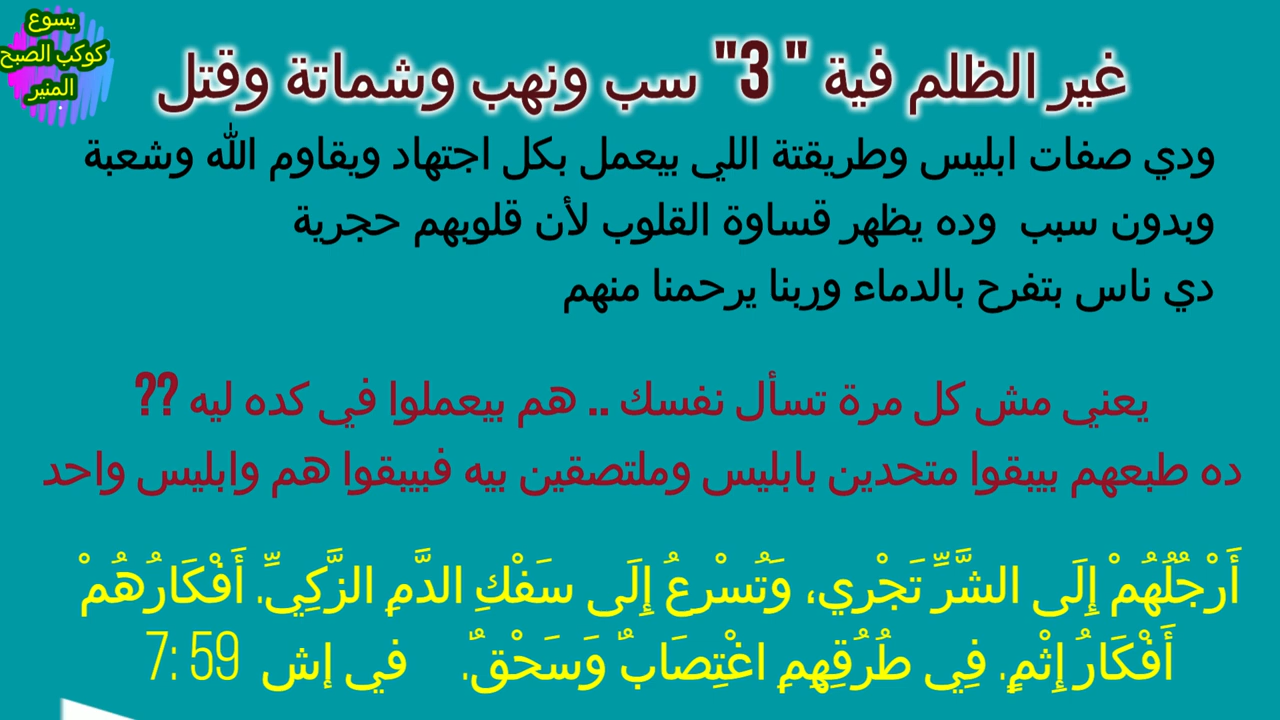 يسوع
كوكب الصبح
المنير
غير الظلم فية " 3" سب ونهب وشماتة وقتل
ودي صفات ابليس وطريقتة اللي بيعمل بكل اجتهاد ويقاوم الله وشعبة
وبدون سبب وده يظهر قساوة القلوب لأن قلوبهم حجرية
دي ناس بتفرح بالدماء وربنا يرحمنا منهم
يعني مش كل مرة تسأل نفسك .. هم بيعملوا في كده ليه ??
ده طبعهم بيبقوا متحدين بابليس وملتصقين بيه فبيبقوا هم وابليس واحد
أَرْجُلُهُمْ إِلَى الشَّرِّ تَجْرِي، وَتُسْرِعُ إِلَى سَفْكِ الدَّمِ الزَّكِيِّ. أَفْكَارُهُمْ
أَفْكَارُ إِثْمٍ. فِي طُرُقِهِمِ اغْتِصَابٌ وَسَحْقٌ. في إش 59 :7